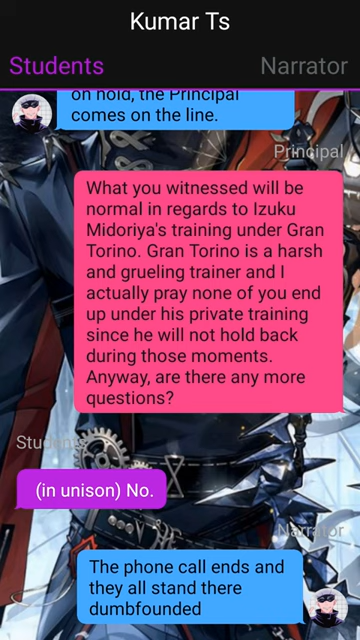 Kumar Ts
Students Narrator
on hold, the Principal
comes on the line.
Principal
What you witnessed will be
normal in regards to Izuku
Midoriya's training under Gran
Torino. Gran Torino is a harsh
and grueling trainer and I
actually pray none of you end
up under his private training
since he will not hold back
during those moments.
Anyway, are there any more
questions?
Students
(in unison) No.
Narrator
The phone call ends and
they all stand there
dumbfounded